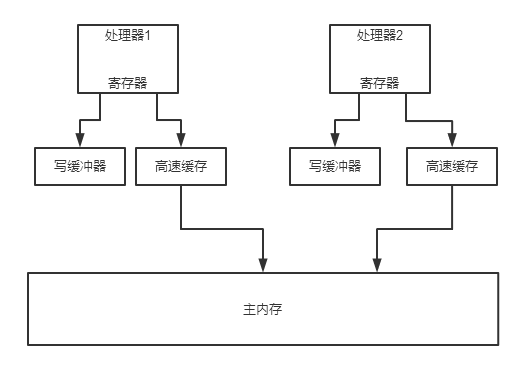 处理器1
处理器2
寄存器
寄存器
写缓冲器
高速缓存
写缓冲器
高速缓存
主内存